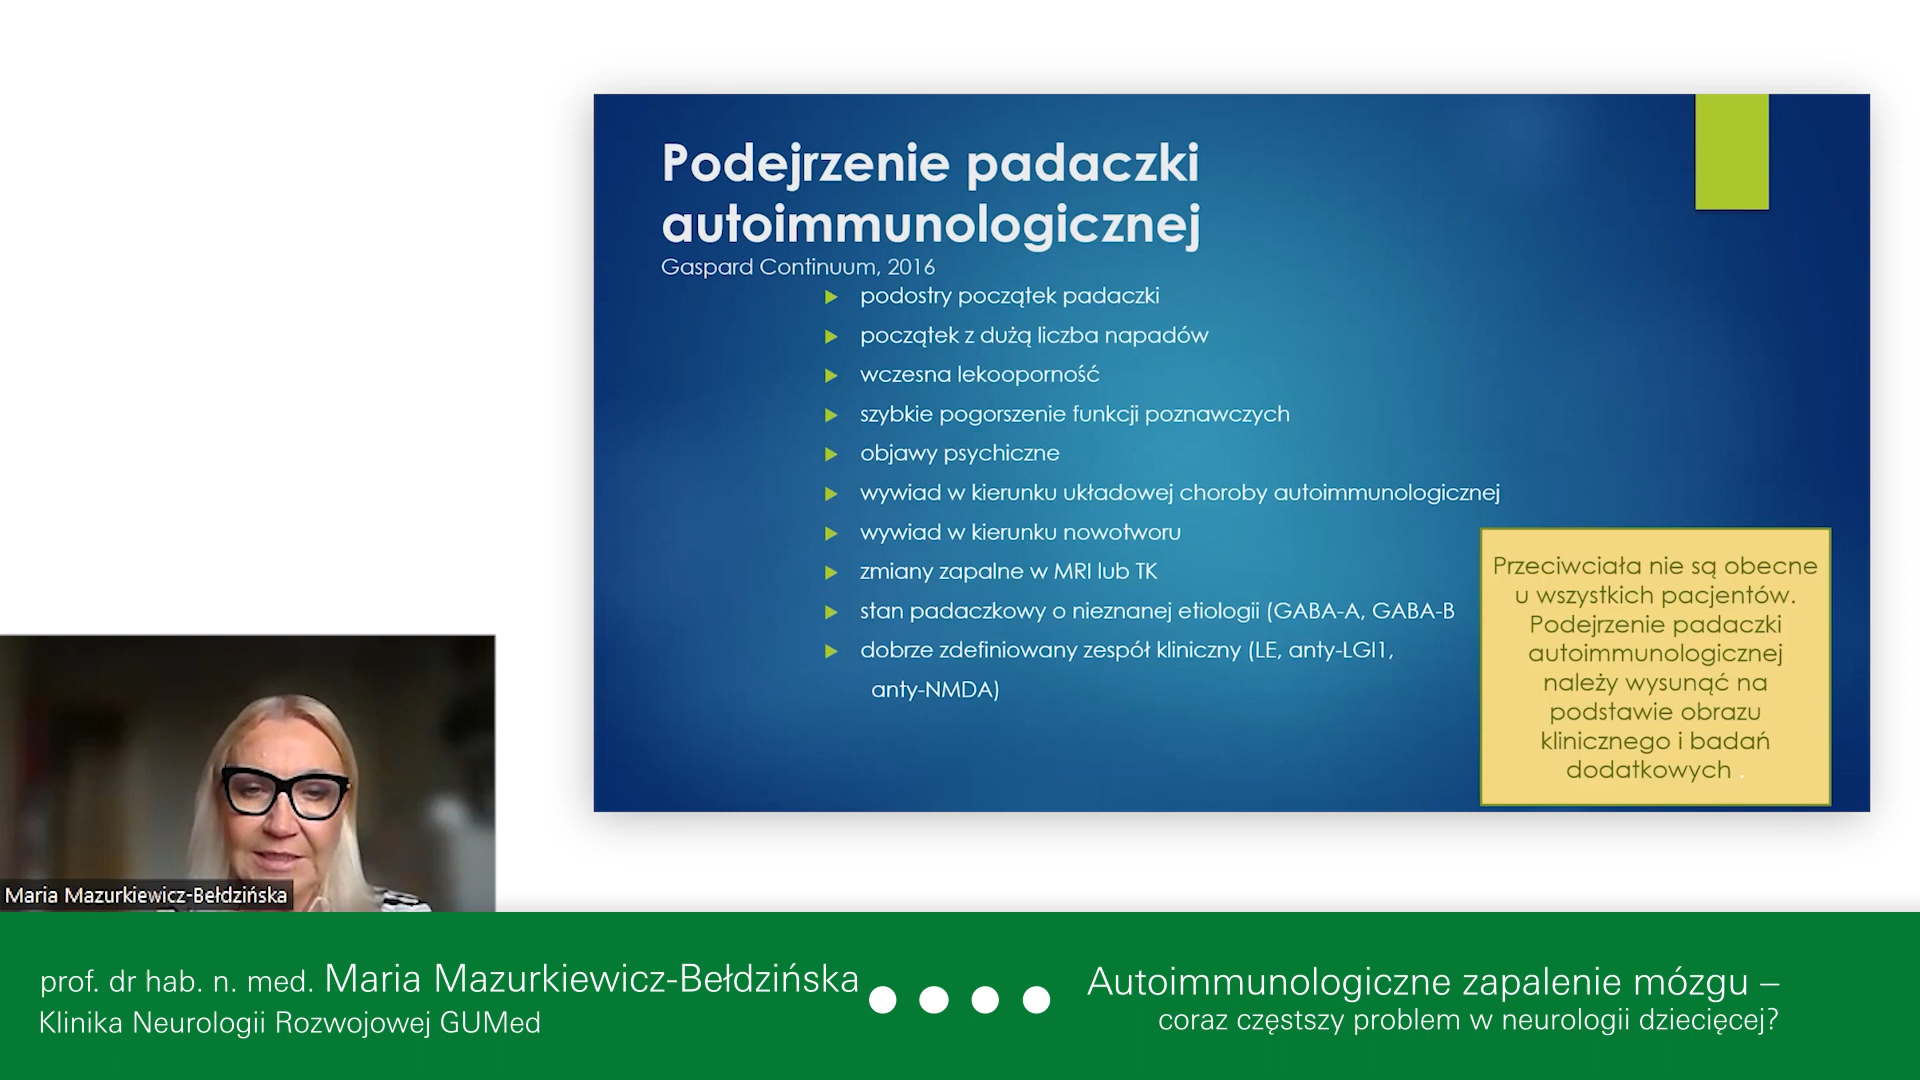 Podejrzenie padaczki
autoimmunologicznej
Gaspard Continuum, 2016
podostry początek padaczki
początek z dużą liczba napadów
wczesna lekooporność
szybkie pogorszenie funkcji poznawczych
objawy psychiczne
wywiad w kierunku układowej choroby autoimmunologicznej
wywiad w kierunku nowotworu
zmiany zapalne w MRI lub TK
stan padaczkowy o nieznanej etiologii (GABA-A, GABA-B
dobrze zdefiniowany zespół kliniczny (LE, anty-LGI1,
anty-NMDA)
Przeciwciała nie są obecne
u wszystkich pacjentów.
Podejrzenie padaczki
autoimmunologicznej
należy wysunąć na
podstawie obrazu
klinicznego i badań
dodatkowych .
Maria Mazurkiewicz-Bełdzińska
prof. dr hab. n. med. Maria Mazurkiewicz-Bełdzińska
Klinika Neurologii Rozwojowej GUMed
Autoimmunologiczne zapalenie mózgu –
coraz częstszy problem w neurologii dziecięcej?